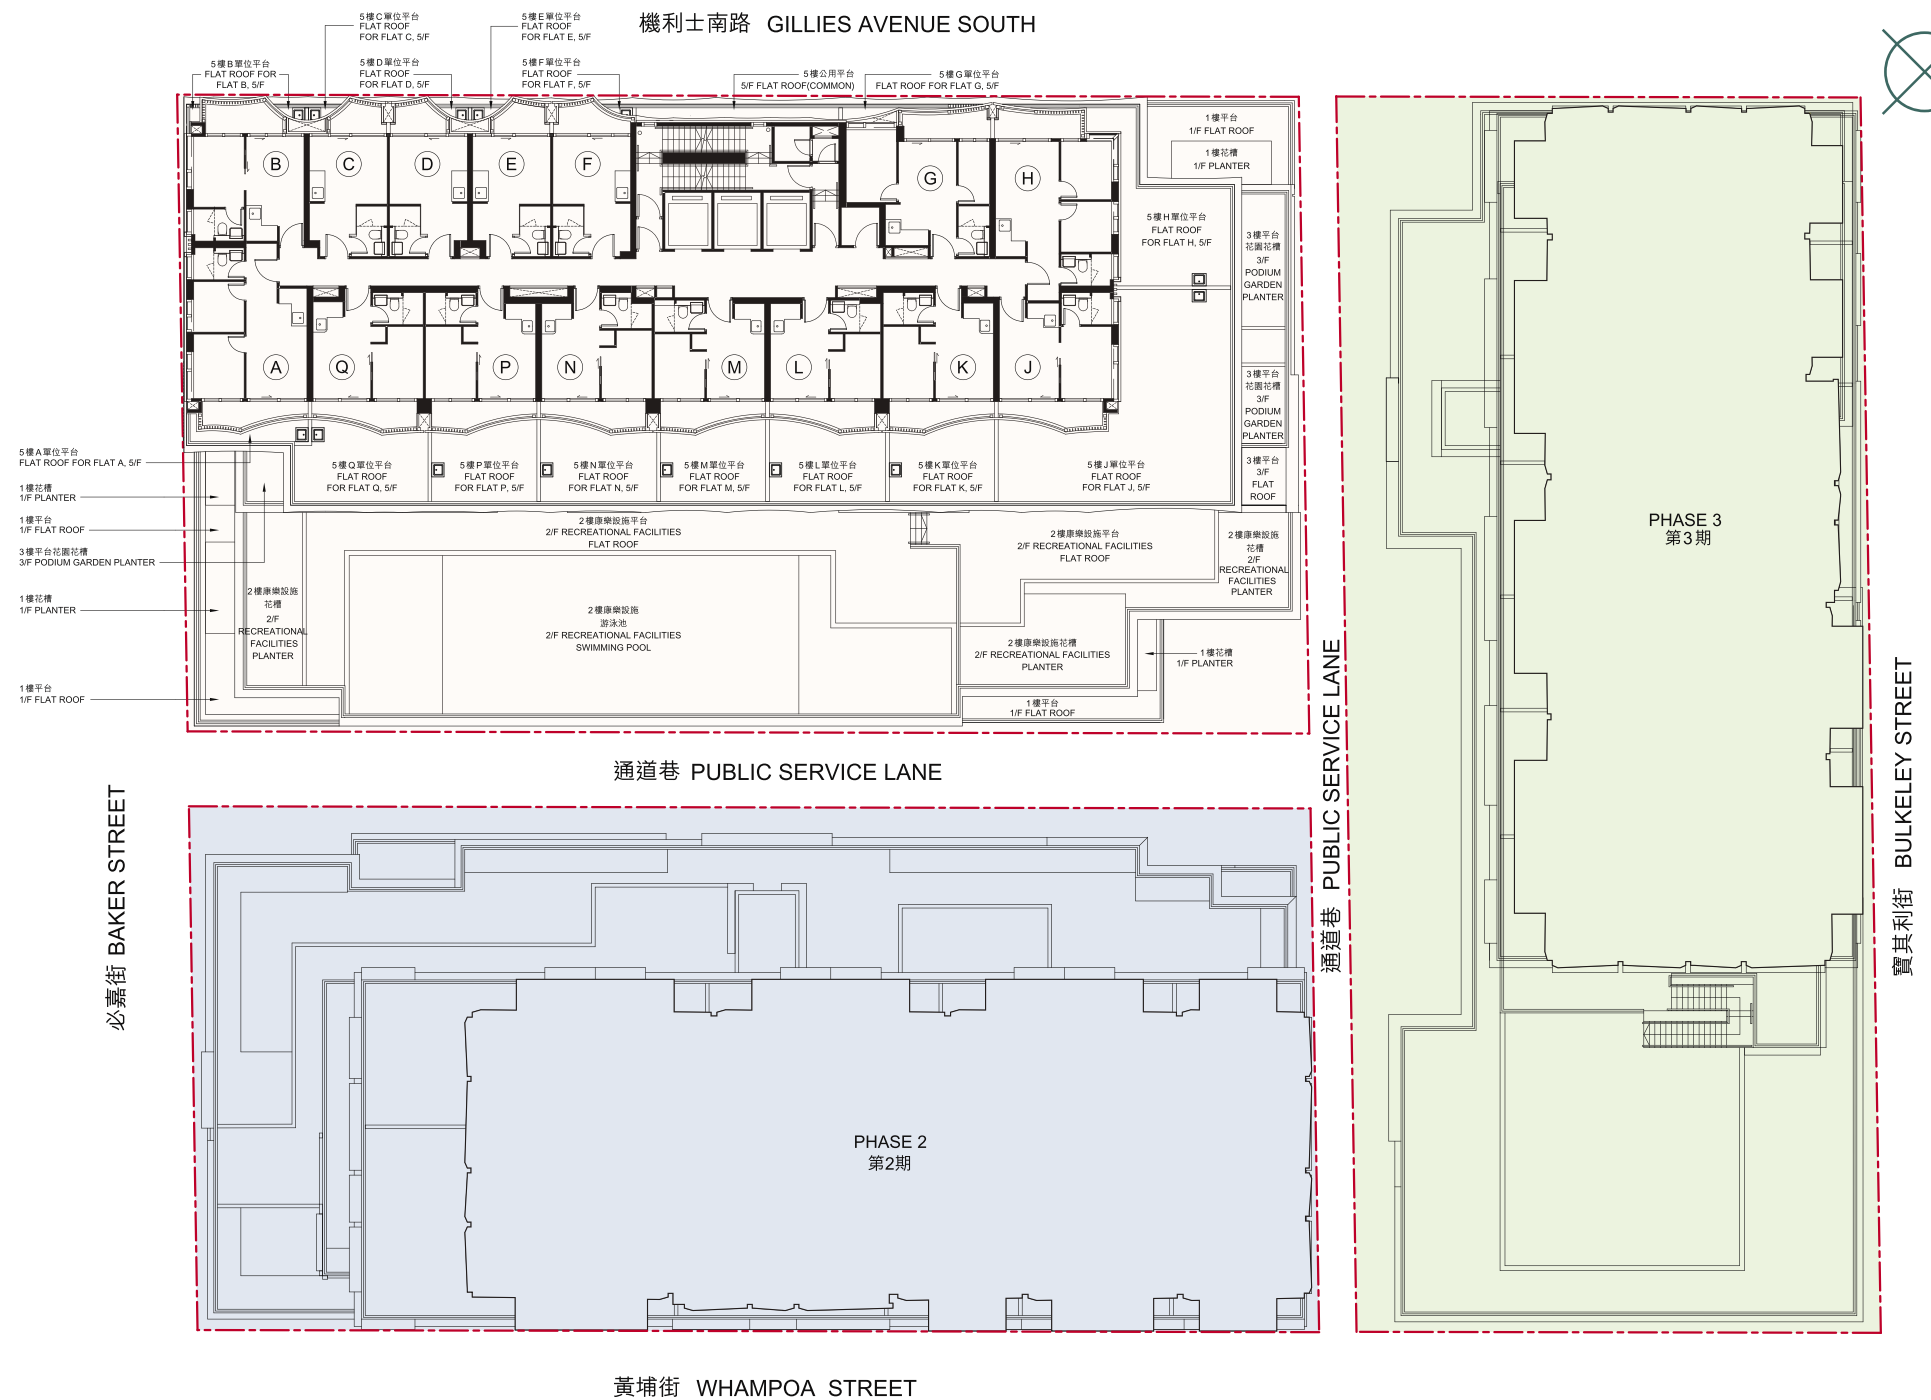 機利士南路 GILLIES AVENUE SOUTH
5樓C單位平台
FLAT ROOF
FOR FLAT C, 5/F
5樓E單位平台
FLAT ROOF
FOR FLAT E, 5/F
5樓B單位平台
FLAT ROOF FOR
FLAT B, 5/F
5樓D單位平台
FLAT ROOF
FOR FLAT D, 5/F
5樓F單位平台
FLAT ROOF
FOR FLAT F, 5/F
5樓公用平台
5/F FLAT ROOF(COMMON)
5樓G單位平台
FLAT ROOF FOR FLAT G, 5/F
1樓平台
1/F FLAT ROOF
1樓花槽
1/F PLANTER
B
C
D
E
F
G
H
5樓H單位平台
FLAT ROOF
FOR FLAT H, 5/F
3樓平台
花園花槽
3/F
PODIUM
GARDEN
PLANTER
A
Q
P
N
M
L
K
J
3樓平台
花園花槽
3/F
PODIUM
GARDEN
PLANTER
5樓A單位平台
FLAT ROOF FOR FLAT A, 5/F
5樓Q單位平台
FLAT ROOF
FOR FLAT Q, 5/F
5樓P單位平台
FLAT ROOF
FOR FLAT P, 5/F
5樓N單位平台
FLAT ROOF
FOR FLAT N, 5/F
5樓M單位平台
FLAT ROOF
FOR FLAT M, 5/F
5樓L單位平台
FLAT ROOF
FOR FLAT L, 5/F
5樓K單位平台
FLAT ROOF
FOR FLAT K, 5/F
5樓J單位平台
FLAT ROOF
FOR FLAT J, 5/F
3樓平台
3/F
FLAT
ROOF
1樓花槽
1/F PLANTER
1樓平台
1/F FLAT ROOF
3樓平台花園花槽
3/F PODIUM GARDEN PLANTER
1樓花槽
1/F PLANTER
1樓平台
1/F FLAT ROOF
2樓康樂設施平台
2/F RECREATIONAL FACILITIES
FLAT ROOF
2樓康樂設施平台
2/F RECREATIONAL FACILITIES
FLAT ROOF
2樓康樂設施
花槽
2/F
RECREATIONAL
FACILITIES
PLANTER
2樓康樂設施
花槽
2/F
RECREATIONAL
FACILITIES
PLANTER
2樓康樂設施
游泳池
2/F RECREATIONAL FACILITIES
SWIMMING POOL
2樓康樂設施花槽
2/F RECREATIONAL FACILITIES
PLANTER
1樓花槽
1/F PLANTER
1樓平台
1/F FLAT ROOF
PHASE 3
第3期
通道巷 PUBLIC SERVICE LANE
通道巷 PUBLIC SERVICE LANE
寶其利街 BULKELEY STREET
必嘉街 BAKER STREET
PHASE 2
第2期
黃埔街 WHAMPOA STREET